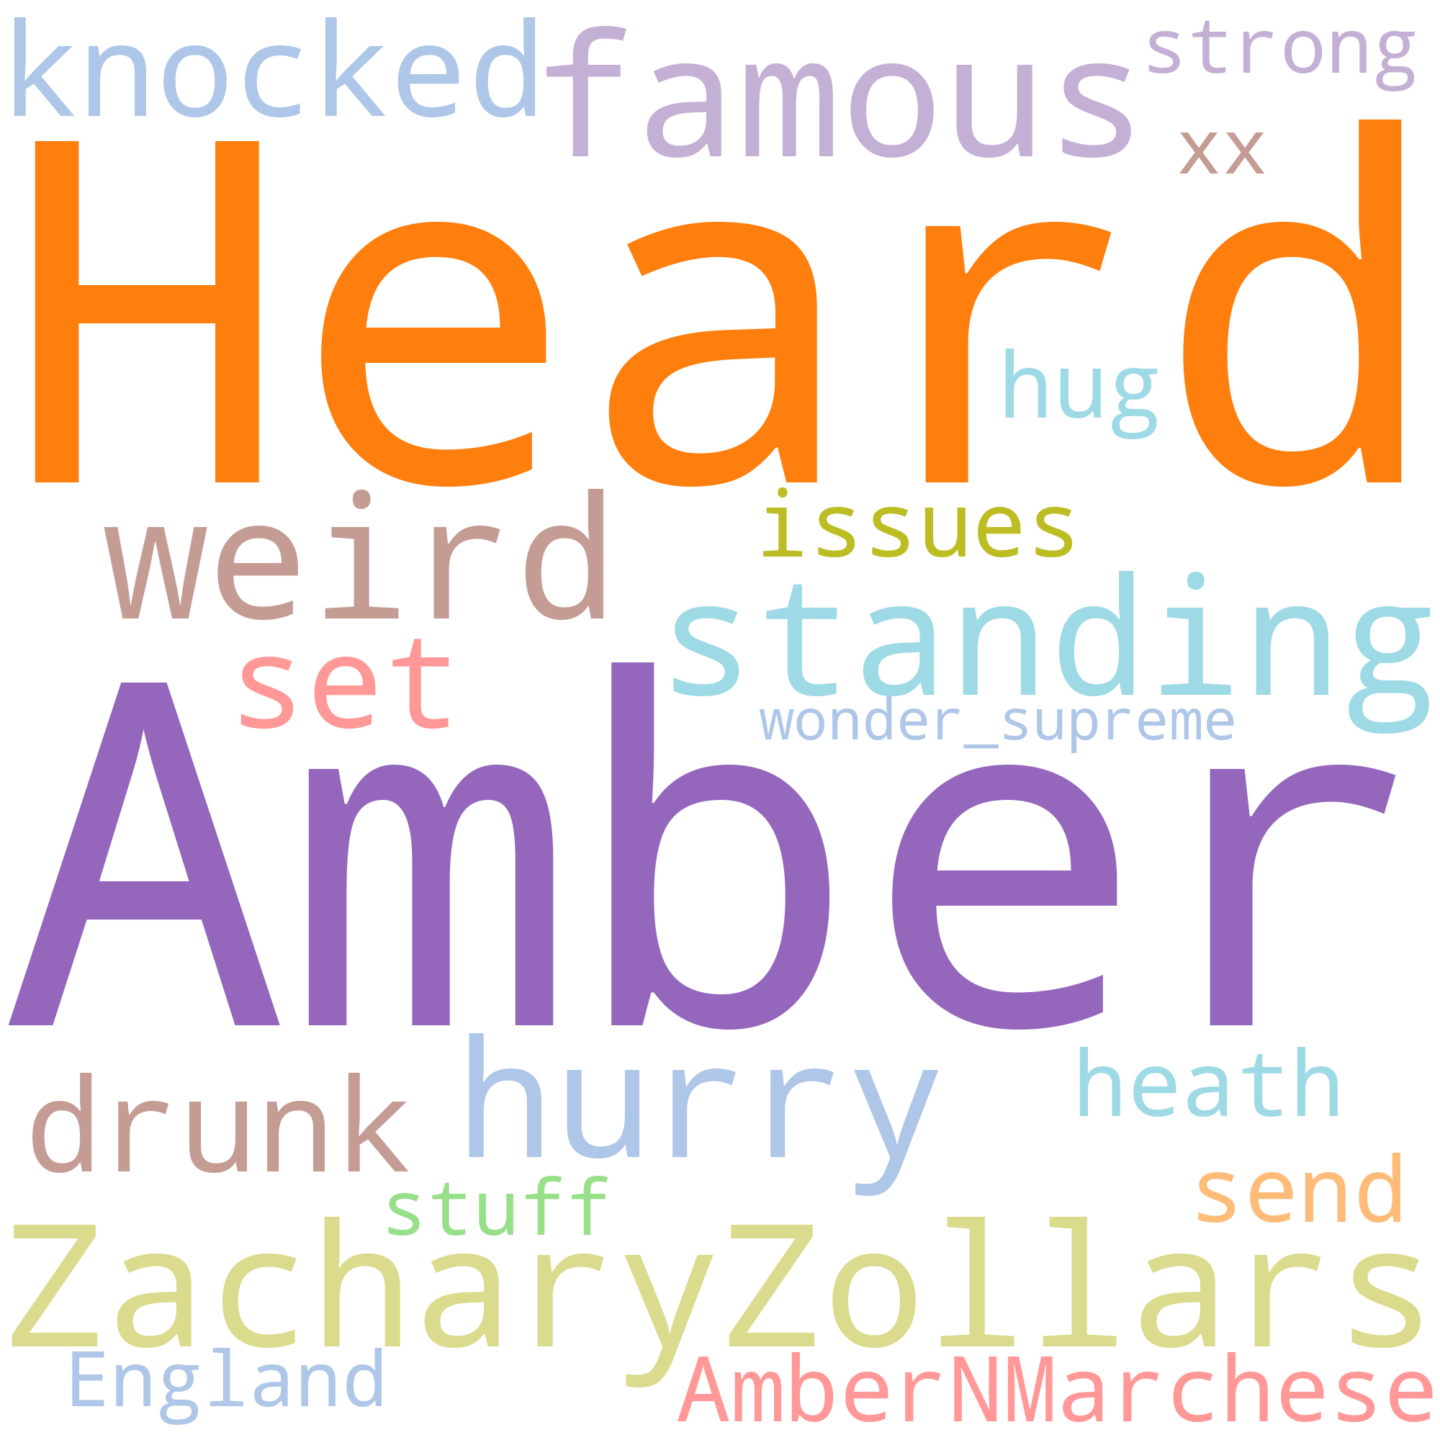 knocked famous strong
xx
Heard
hug
weird issues
standing
set
wonder_supreme
Amber
hurry heath
drunk
stuff send
ZacharyZollars
England AmberNMarchese